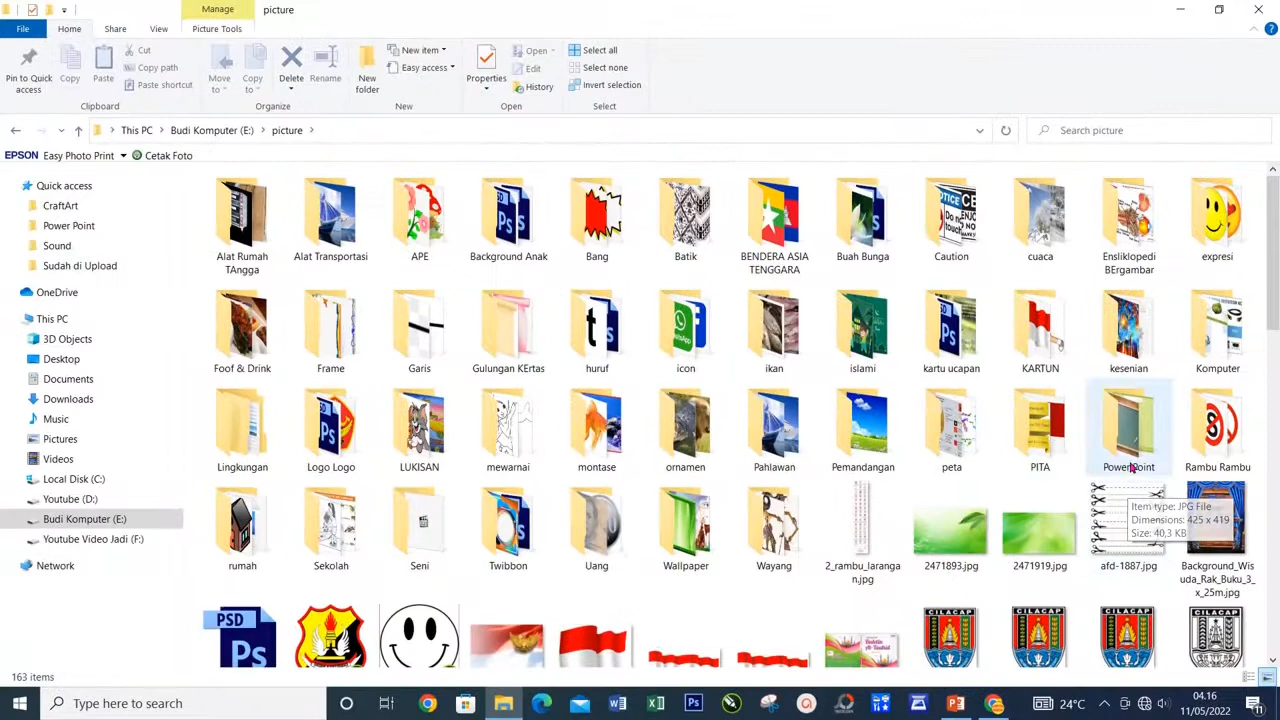 Manage
picture
File
Home
Share
View
Picture Tools
Pin to Quick access
Copy
Paste
Cut
Copy path
Paste shortcut
Clipboard
Move to
Copy to
Delete
Rename
Organize
New folder
New item
Easy access
New
Properties
Open
Edit
History
Open
Select all
Select none
Invert selection
Select
This PC
Budi Komputer (E:)
picture
Search picture
EPSON Easy Photo Print
Cetak Foto
Quick access
CraftArt
Power Point
Sound
Sudah di Upload
OneDrive
This PC
3D Objects
Desktop
Documents
Downloads
Music
Pictures
Videos
Local Disk (C:)
Youtube (D:)
Budi Komputer (E:)
Youtube Video Jadi (F:)
Network
Alat Rumah TAngga
Alat Transportasi
APE
Background Anak
Bang
Batik
BENDERA ASIA TENGGARA
Buah Bunga
Caution
cuaca
Ensliklopedi BErgambar
expresi
Foof & Drink
Frame
Garis
Gulungan KErtas
huruf
icon
ikan
islami
kartu ucapan
KARTUN
kesenian
Komputer
Lingkungan
Logo Logo
LUKISAN
mewarnai
montase
ornamen
Pahlawan
Pemandangan
peta
PITA
PowerPoint
Rambu Rambu
rumah
Sekolah
Seni
Twibbon
Uang
Wallpaper
Wayang
2_rambu_larangan.jpg
2471893.jpg
2471919.jpg
afd-1887.jpg
Background_Wisuda_Rak_Buku_3_x_25m.jpg
Item type: JPG File
Dimensions: 425 x 419
Size: 40,3 KB
PSD
Ps
CILACAP
CILACAP
CILACAP
CILACAP
163 items
Type here to search
24°C
04.16
11/05/2022